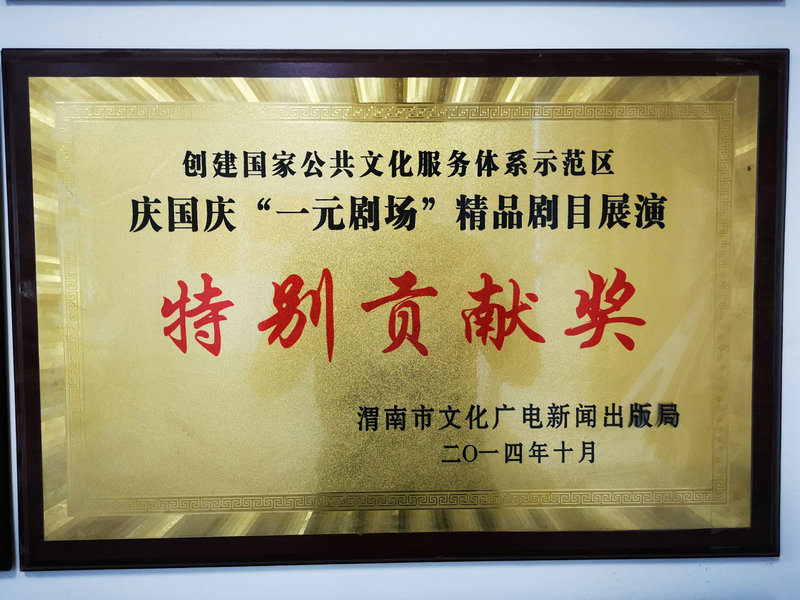 创建国家公共文化服务体系示范区
庆国庆“一元剧场”精品剧目展演
特别贡献奖
渭南市文化广电新闻出版局
二〇一四年十月